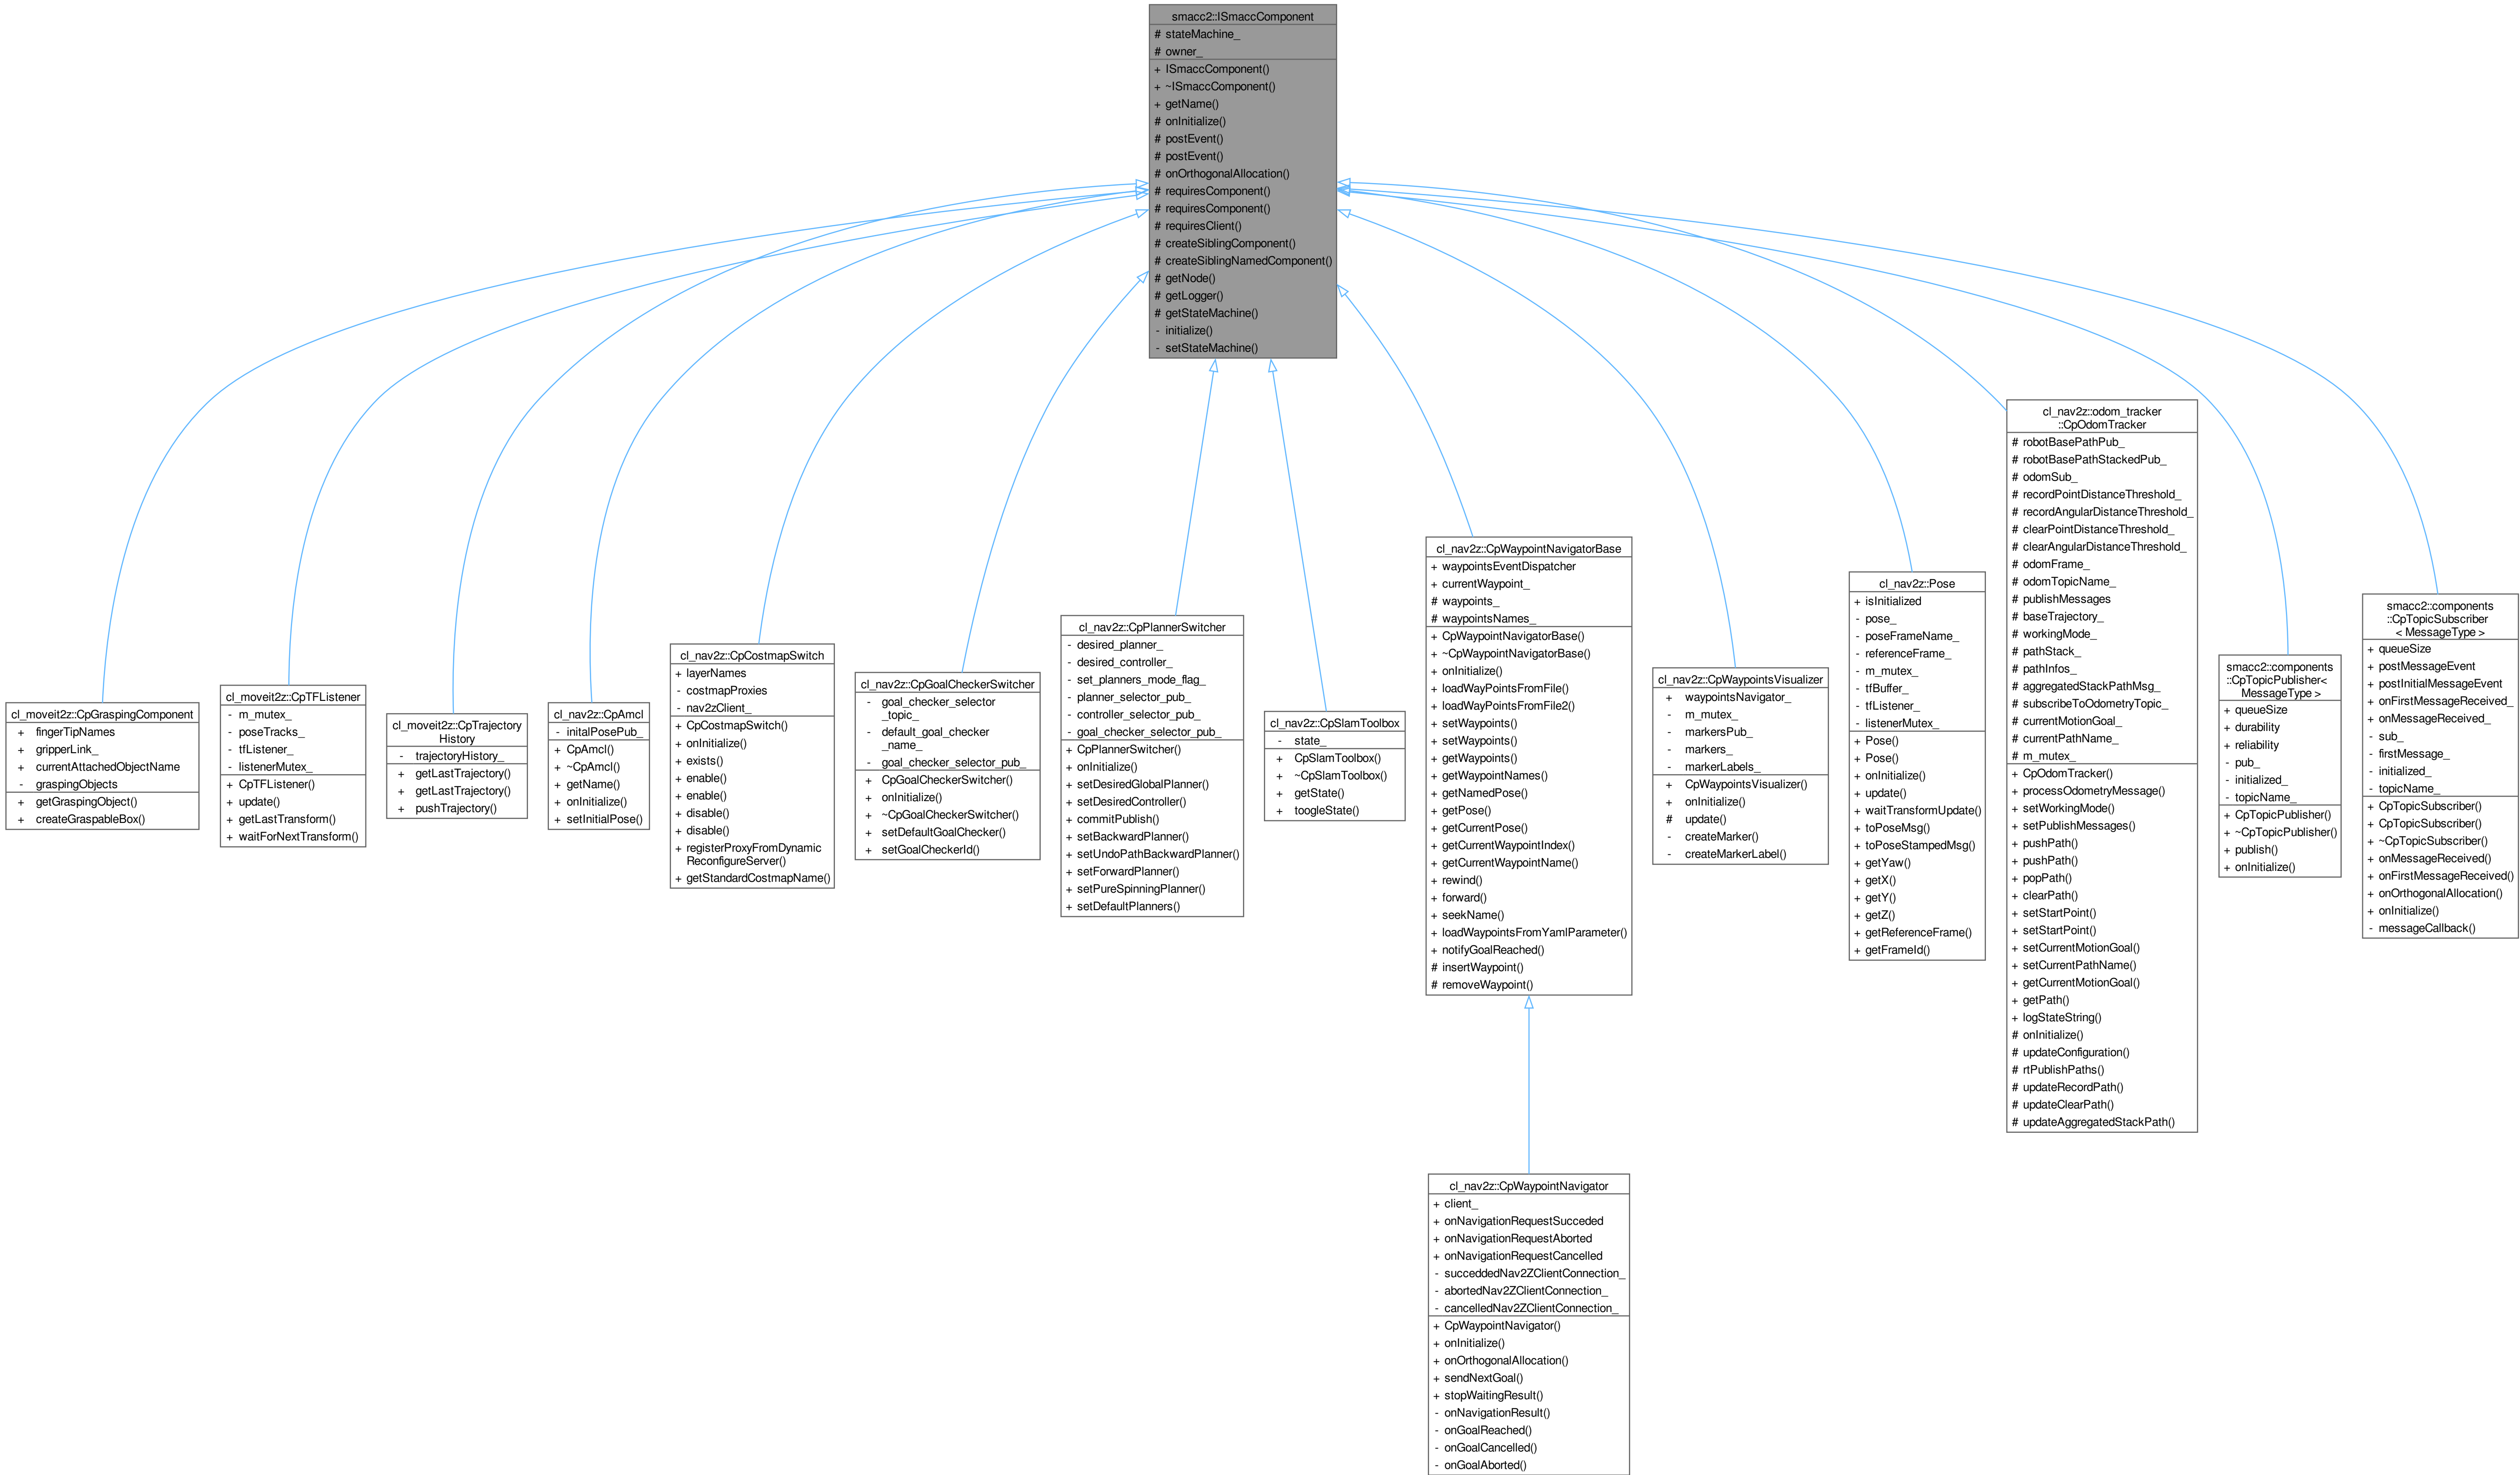 smacc2::ISmaccComponent
# stateMachine_
# owner_
+ ISmaccComponent()
+ ~ISmaccComponent()
+ getName()
# onInitialize()
# postEvent()
# postEvent()
# onOrthogonalAllocation()
# requiresComponent()
# requiresComponent()
# requiresClient()
# createSiblingComponent()
# createSiblingNamedComponent()
# getNode()
# getLogger()
# getStateMachine()
- initialize()
- setStateMachine()
cl_moveit2z::CpGraspingComponent
+ fingerTipNames
+ gripperLink_
+ currentAttachedObjectName
- graspingObjects
+ getGraspingObject()
+ createGraspableBox()
cl_moveit2z::CpTFListener
- m_mutex_
- poseTracks_
- tfListener_
- listenerMutex_
+ CpTFListener()
+ update()
+ getLastTransform()
+ waitForNextTransform()
cl_moveit2z::CpTrajectory
History
- trajectoryHistory_
+ getLastTrajectory()
+ getLastTrajectory()
+ pushTrajectory()
cl_nav2z::CpAmcl
- initalPosePub_
+ CpAmcl()
+ ~CpAmcl()
+ getName()
+ onInitialize()
+ setInitialPose()
cl_nav2z::CpCostmapSwitch
+ layerNames
- costmapProxies
- nav2zClient_
+ CpCostmapSwitch()
+ onInitialize()
+ exists()
+ enable()
+ enable()
+ disable()
+ disable()
+ registerProxyFromDynamic
ReconfigureServer()
+ getStandardCostmapName()
cl_nav2z::CpGoalCheckerSwitcher
- goal_checker_selector
_topic_
- default_goal_checker
_name_
- goal_checker_selector_pub_
+ CpGoalCheckerSwitcher()
+ onInitialize()
+ ~CpGoalCheckerSwitcher()
+ setDefaultGoalChecker()
+ setGoalCheckerId()
cl_nav2z::CpPlannerSwitcher
- desired_planner_
- desired_controller_
- set_planners_mode_flag_
- planner_selector_pub_
- controller_selector_pub_
- goal_checker_selector_pub_
+ CpPlannerSwitcher()
+ onInitialize()
+ setDesiredGlobalPlanner()
+ setDesiredController()
+ commitPublish()
+ setBackwardPlanner()
+ setUndoPathBackwardPlanner()
+ setForwardPlanner()
+ setPureSpinningPlanner()
+ setDefaultPlanners()
cl_nav2z::CpSlamToolbox
- state_
+ CpSlamToolbox()
+ ~CpSlamToolbox()
+ getState()
+ toogleState()
cl_nav2z::CpWaypointNavigatorBase
+ waypointsEventDispatcher
+ currentWaypoint_
# waypoints_
# waypointsNames_
+ CpWaypointNavigatorBase()
+ ~CpWaypointNavigatorBase()
+ onInitialize()
+ loadWayPointsFromFile()
+ loadWayPointsFromFile2()
+ setWaypoints()
+ setWaypoints()
+ getWaypoints()
+ getWaypointNames()
+ getNamedPose()
+ getPose()
+ getCurrentPose()
+ getCurrentWaypointIndex()
+ getCurrentWaypointName()
+ rewind()
+ forward()
+ seekName()
+ loadWaypointsFromYamlParameter()
+ notifyGoalReached()
# insertWaypoint()
# removeWaypoint()
cl_nav2z::CpWaypointsVisualizer
+ waypointsNavigator_
- m_mutex_
- markersPub_
- markers_
- markerLabels_
+ CpWaypointsVisualizer()
+ onInitialize()
# update()
- createMarker()
- createMarkerLabel()
cl_nav2z::Pose
+ isInitialized
- pose_
- poseFrameName_
- referenceFrame_
- m_mutex_
- tfBuffer_
- tfListener_
- listenerMutex_
+ Pose()
+ Pose()
+ onInitialize()
+ update()
+ waitTransformUpdate()
+ toPoseMsg()
+ toPoseStampedMsg()
+ getYaw()
+ getX()
+ getY()
+ getZ()
+ getReferenceFrame()
+ getFrameId()
cl_nav2z::odom_tracker
::CpOdomTracker
# robotBasePathPub_
# robotBasePathStackedPub_
# odomSub_
# recordPointDistanceThreshold_
# recordAngularDistanceThreshold_
# clearPointDistanceThreshold_
# clearAngularDistanceThreshold_
# odomFrame_
# odomTopicName_
# publishMessages
# baseTrajectory_
# workingMode_
# pathStack_
# pathInfos_
# aggregatedStackPathMsg_
# subscribeToOdometryTopic_
# currentMotionGoal_
# currentPathName_
# m_mutex_
+ CpOdomTracker()
+ processOdometryMessage()
+ setWorkingMode()
+ setPublishMessages()
+ pushPath()
+ pushPath()
+ popPath()
+ clearPath()
+ setStartPoint()
+ setStartPoint()
+ setCurrentMotionGoal()
+ setCurrentPathName()
+ getCurrentMotionGoal()
+ getPath()
+ logStateString()
# onInitialize()
# updateConfiguration()
# rtPublishPaths()
# updateRecordPath()
# updateClearPath()
# updateAggregatedStackPath()
smacc2::components
::CpTopicPublisher<
MessageType >
+ queueSize
+ durability
+ reliability
- pub_
- initialized_
- topicName_
+ CpTopicPublisher()
+ ~CpTopicPublisher()
+ publish()
+ onInitialize()
smacc2::components
::CpTopicSubscriber
< MessageType >
+ queueSize
+ postMessageEvent
+ postInitialMessageEvent
+ onFirstMessageReceived_
+ onMessageReceived_
- sub_
- firstMessage_
- initialized_
- topicName_
+ CpTopicSubscriber()
+ CpTopicSubscriber()
+ ~CpTopicSubscriber()
+ onMessageReceived()
+ onFirstMessageReceived()
+ onOrthogonalAllocation()
+ onInitialize()
- messageCallback()
cl_nav2z::CpWaypointNavigator
+ client_
+ onNavigationRequestSucceded
+ onNavigationRequestAborted
+ onNavigationRequestCancelled
- succeddedNav2ZClientConnection_
- abortedNav2ZClientConnection_
- cancelledNav2ZClientConnection_
+ CpWaypointNavigator()
+ onInitialize()
+ onOrthogonalAllocation()
+ sendNextGoal()
+ stopWaitingResult()
- onNavigationResult()
- onGoalReached()
- onGoalCancelled()
- onGoalAborted()